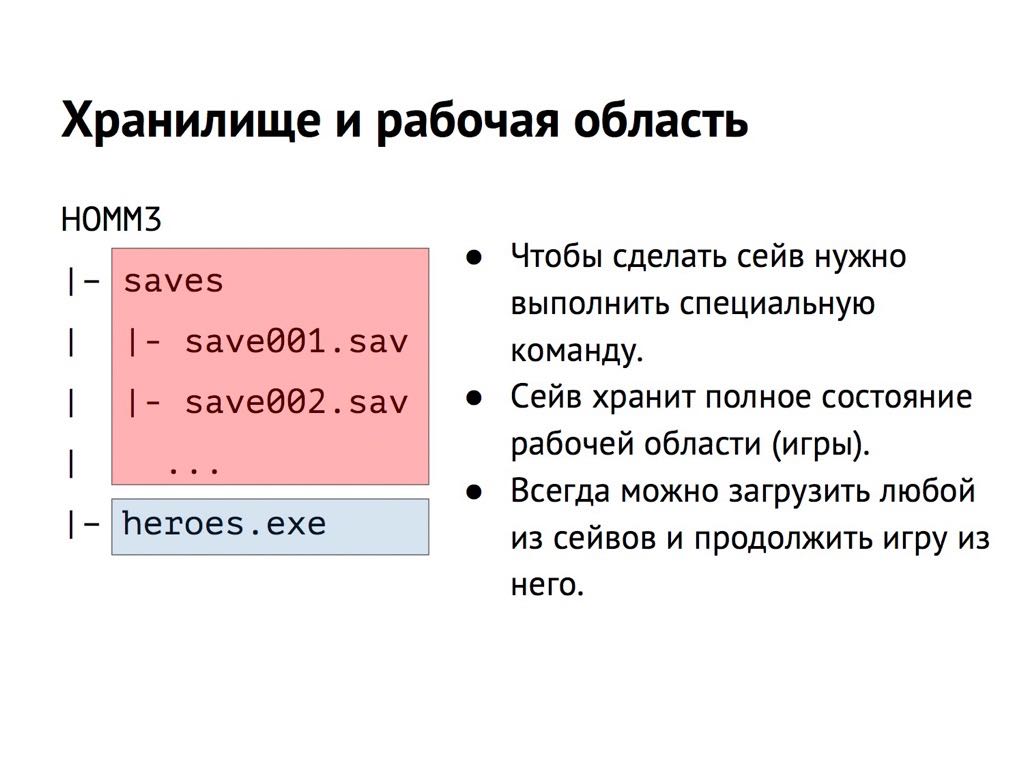 Хранилище и рабочая область
HOMM3
|- saves
|  |- save001.sav
|  |- save002.sav
|    ...
|- heroes.exe
● Чтобы сделать сейв нужно
выполнить специальную
команду.
● Сейв хранит полное состояние
рабочей области (игры).
● Всегда можно загрузить любой
из сейвов и продолжить игру из
него.